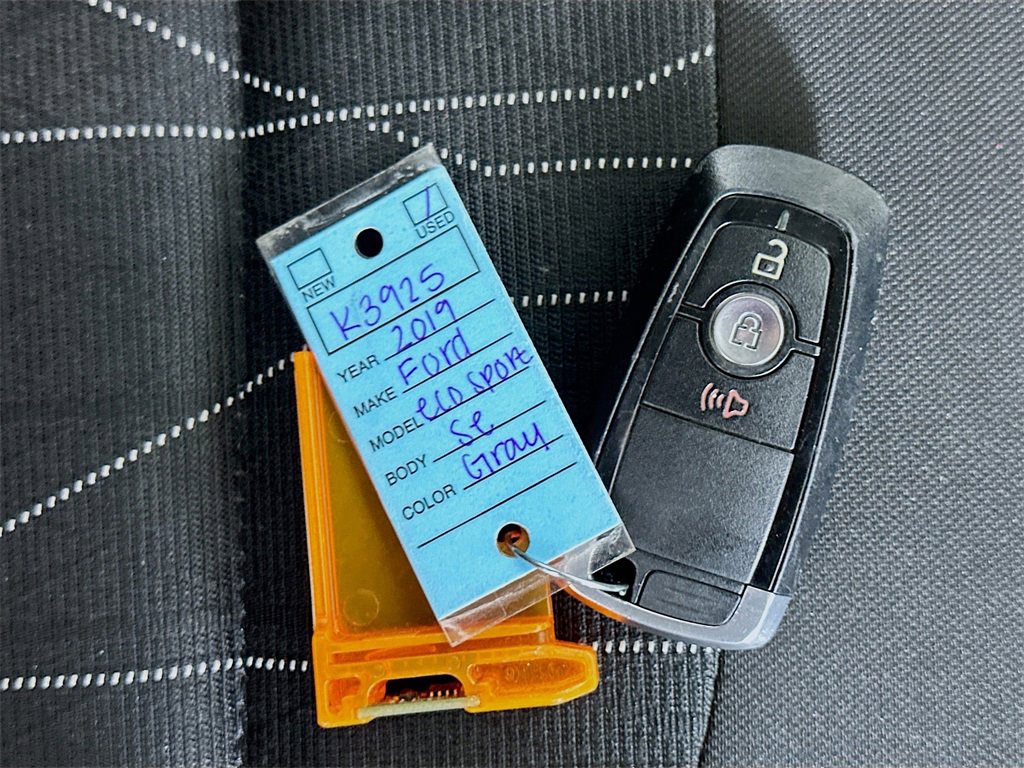 NEW / USED
K3925
YEAR 2019
MAKE Ford
MODEL eco sport
BODY Se
COLOR Gray